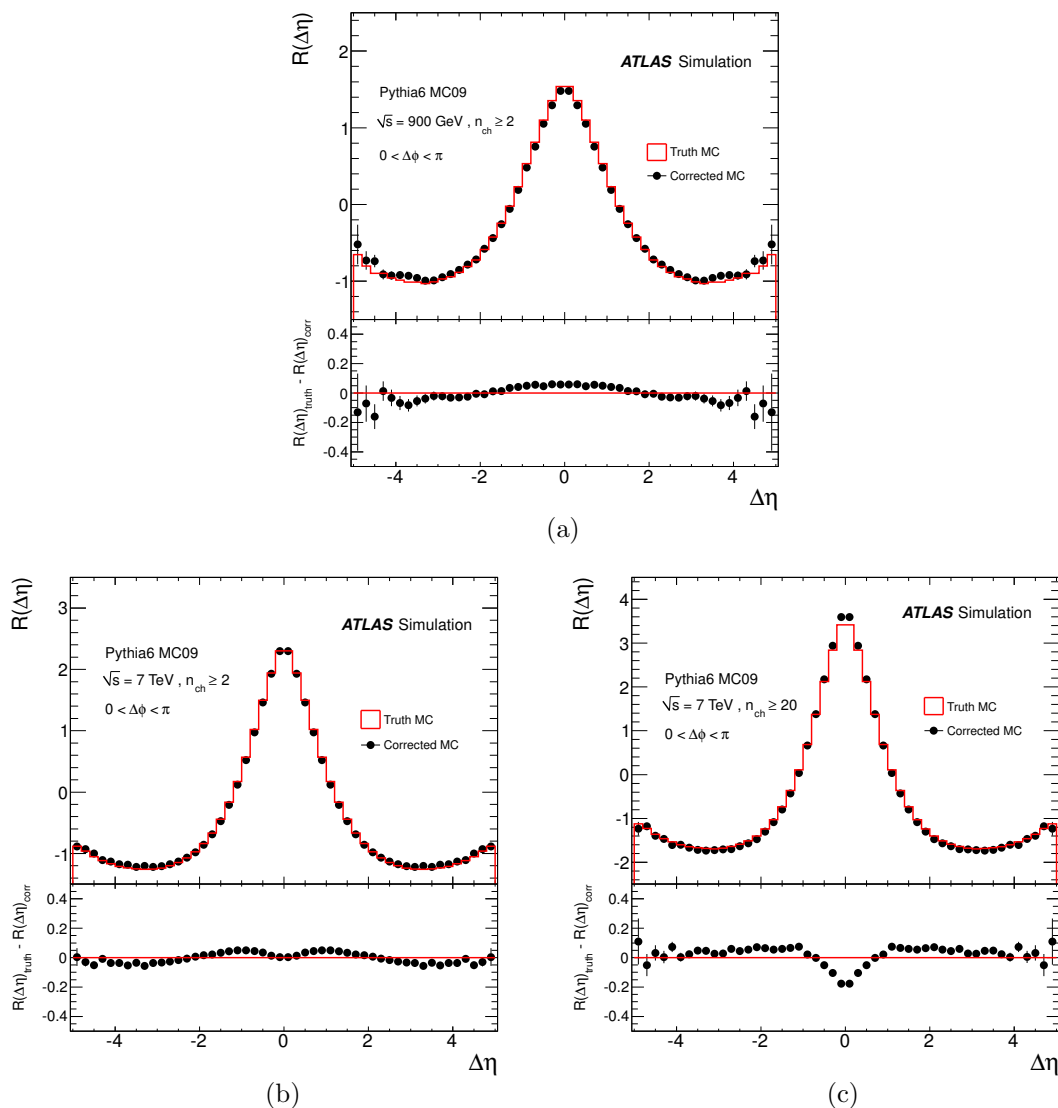 R(Δη)
2
1
0
-1
ATLAS Simulation
Pythia6 MC09
√s = 900 GeV , n_ch ≥ 2
0 < Δϕ < π
Truth MC
Corrected MC
R(Δη)_truth - R(Δη)_corr
0.4
0.2
0
-0.2
-0.4
-4 -2 0 2 4
Δη
(a)
R(Δη)
3
2
1
0
-1
ATLAS Simulation
Pythia6 MC09
√s = 7 TeV , n_ch ≥ 2
0 < Δϕ < π
Truth MC
Corrected MC
R(Δη)_truth - R(Δη)_corr
0.4
0.2
0
-0.2
-0.4
-4 -2 0 2 4
Δη
(b)
R(Δη)
4
3
2
1
0
-1
-2
ATLAS Simulation
Pythia6 MC09
√s = 7 TeV , n_ch ≥ 20
0 < Δϕ < π
Truth MC
Corrected MC
R(Δη)_truth - R(Δη)_corr
0.4
0.2
0
-0.2
-0.4
-4 -2 0 2 4
Δη
(c)